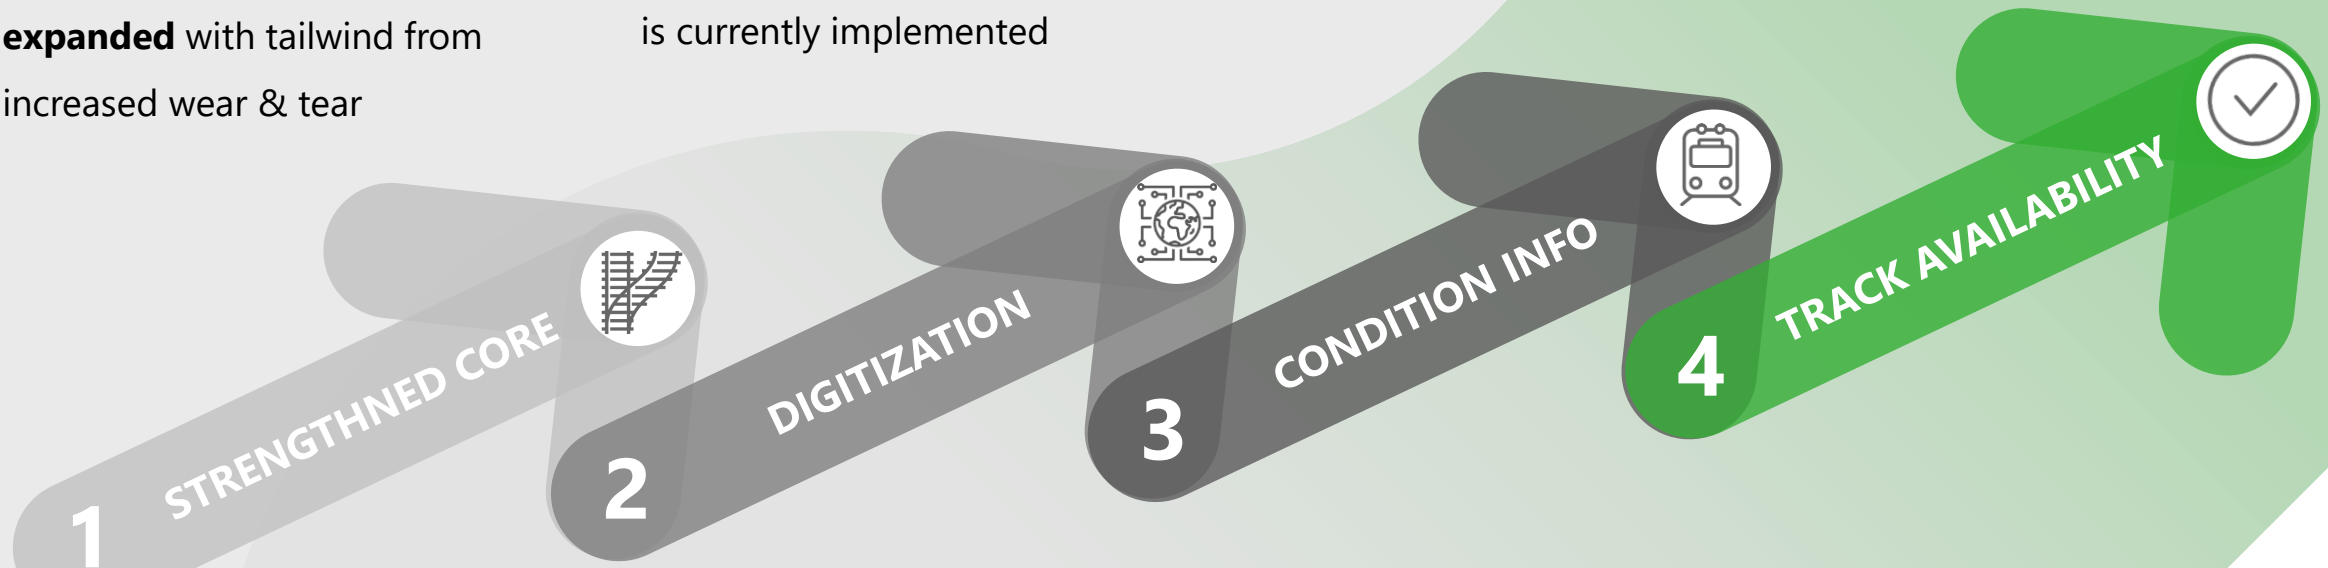 expanded with tailwind from
increased wear & tear
is currently implemented
1
STRENGTHNED CORE
2
DIGITIZATION
3
CONDITION INFO
4
TRACK AVAILABILITY